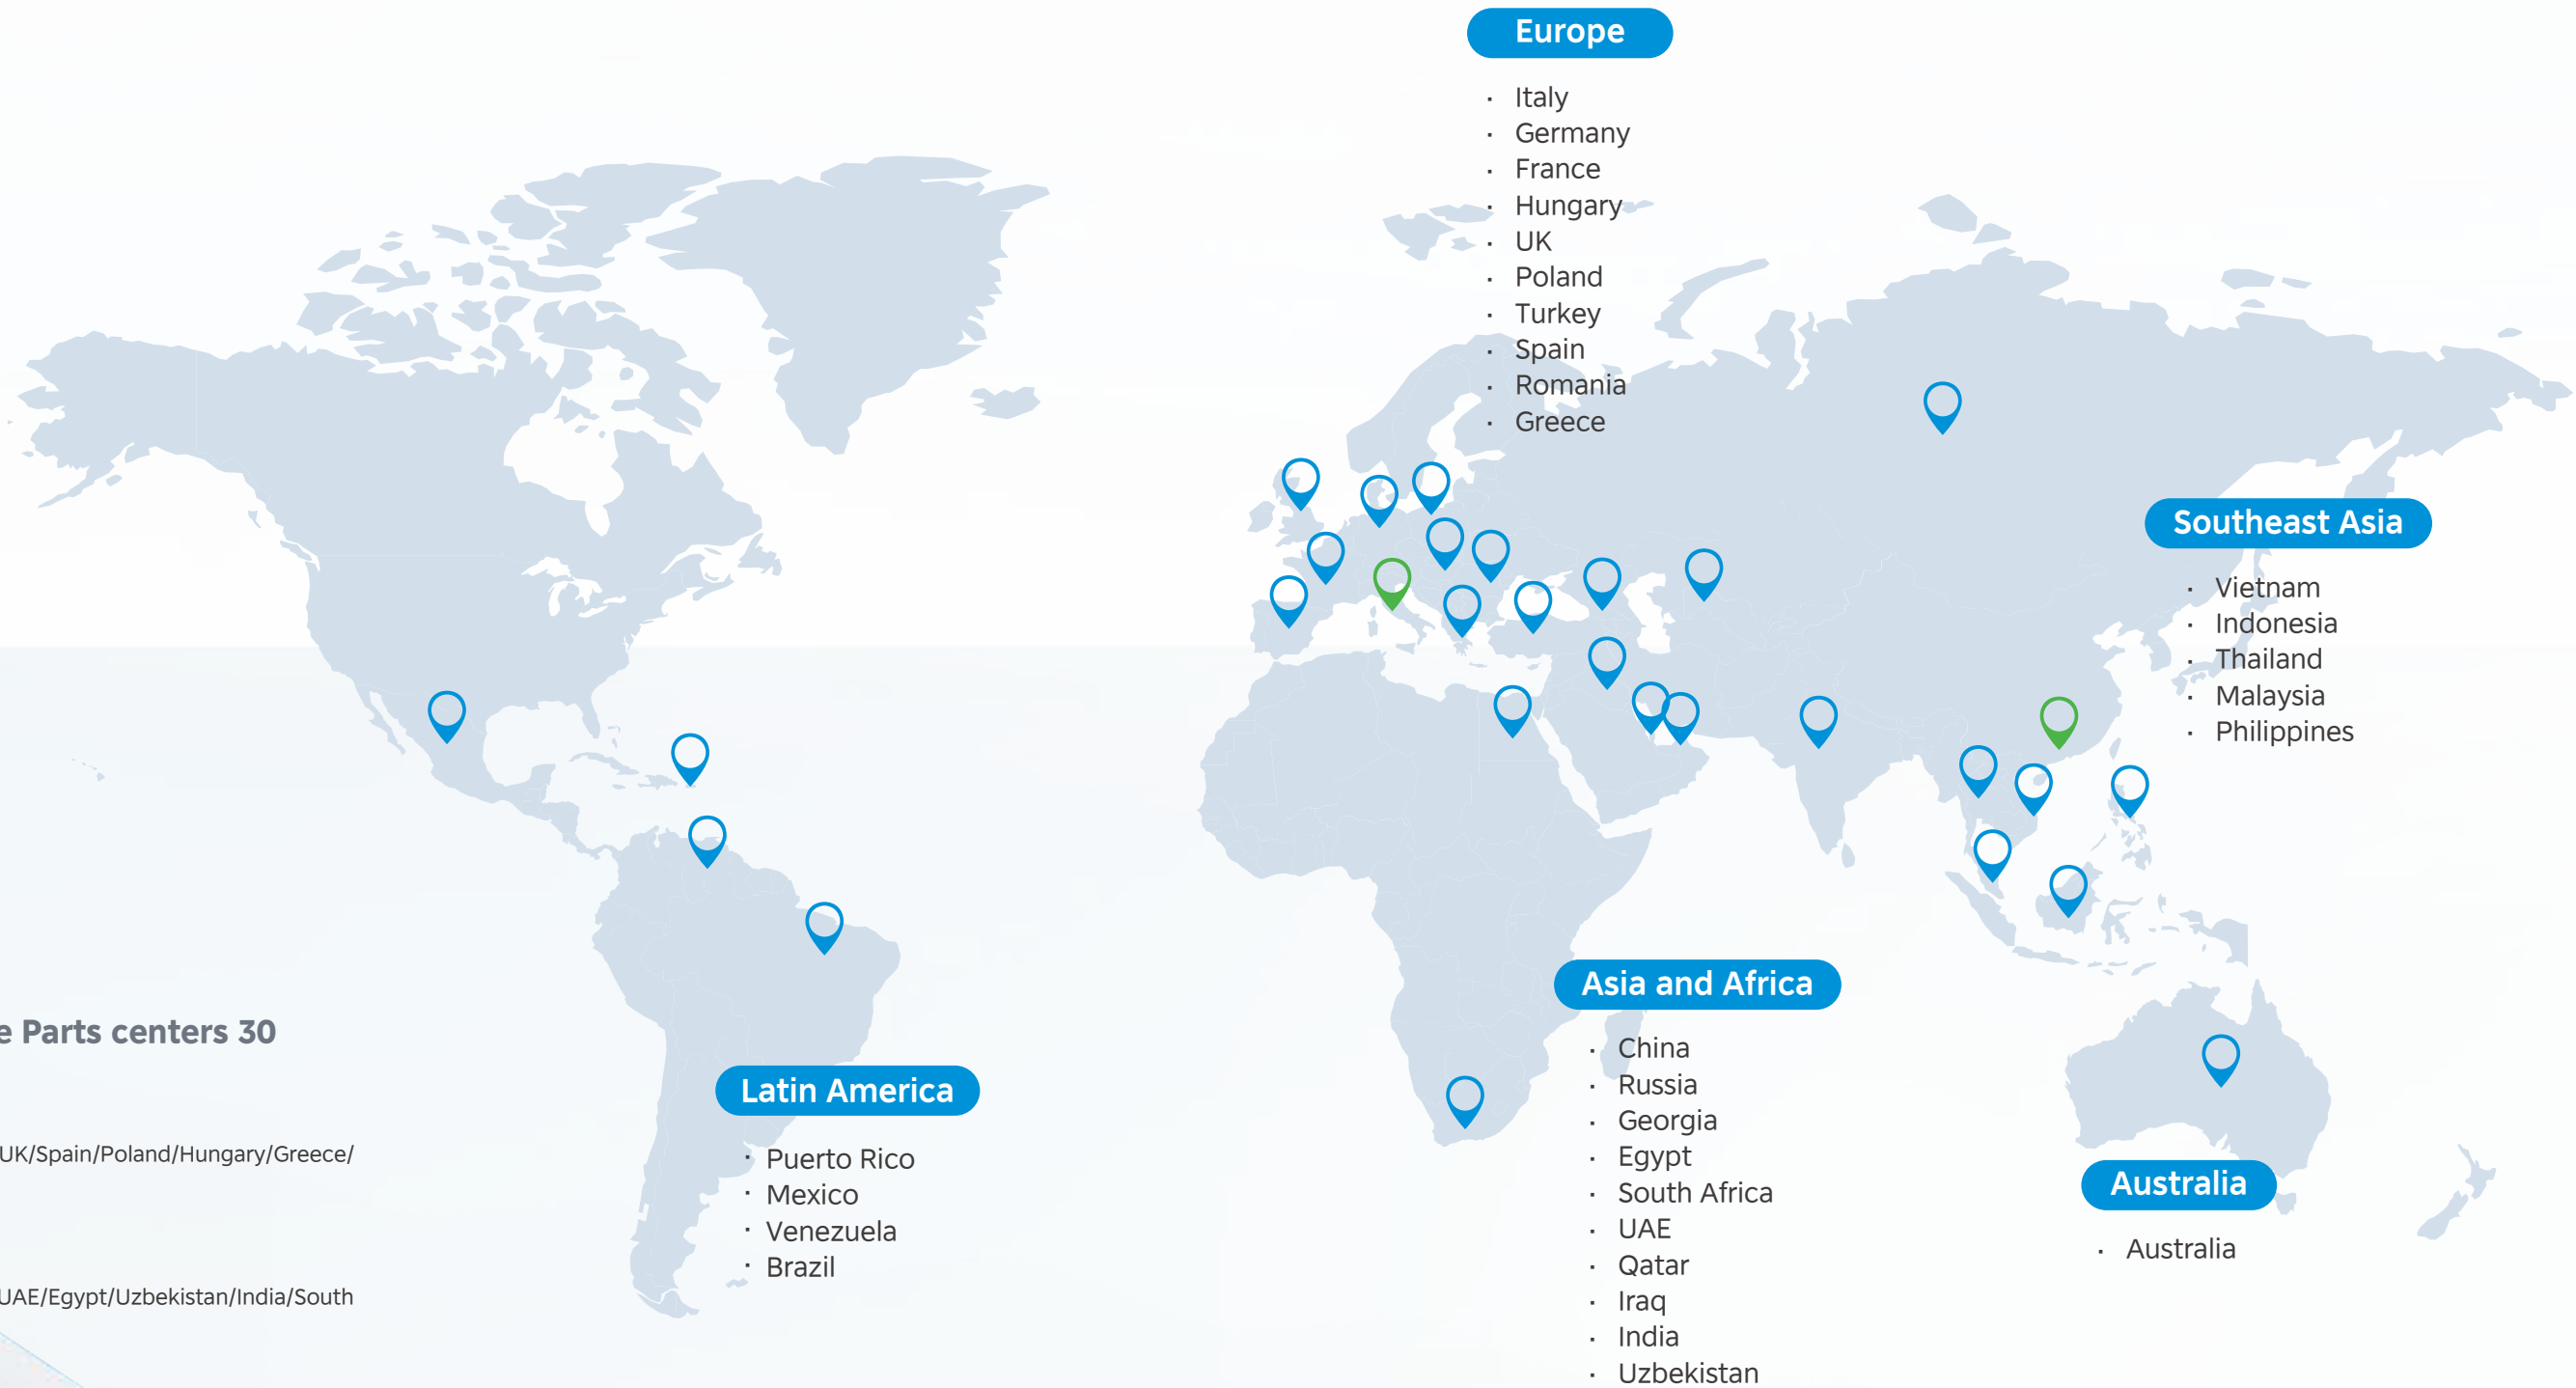 Europe
· Italy
· Germany
· France
· Hungary
· UK
· Poland
· Turkey
· Spain
· Romania
· Greece
Southeast Asia
· Vietnam
· Indonesia
· Thailand
· Malaysia
· Philippines
Parts centers 30
UK/Spain/Poland/Hungary/Greece/
UAE/Egypt/Uzbekistan/India/South
Latin America
· Puerto Rico
· Mexico
· Venezuela
· Brazil
Asia and Africa
· China
· Russia
· Georgia
· Egypt
· South Africa
· UAE
· Qatar
· Iraq
· India
· Uzbekistan
Australia
· Australia